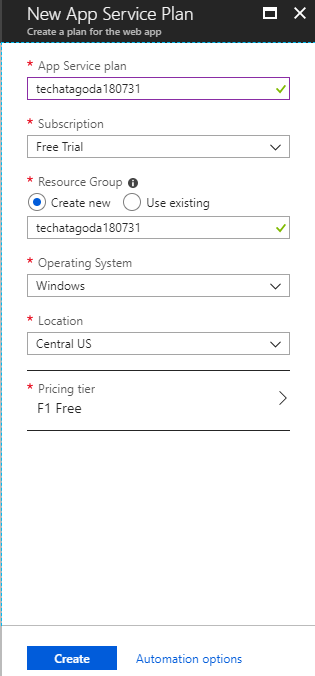 New App Service Plan
Create a plan for the web app
* App Service plan
techatagoda180731
* Subscription
Free Trial
* Resource Group
Create new Use existing
techatagoda180731
* Operating System
Windows
* Location
Central US
* Pricing tier
F1 Free
Create Automation options